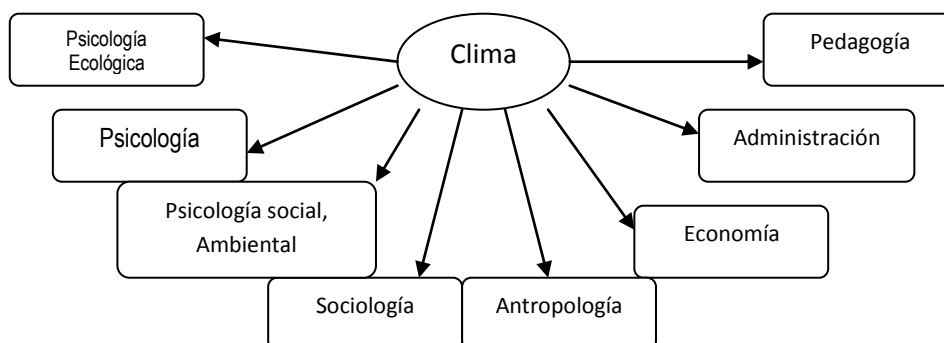 Clima
Psicología
Ecológica
Pedagogía
Psicología
Administración
Psicología social,
Ambiental
Economía
Sociología
Antropología